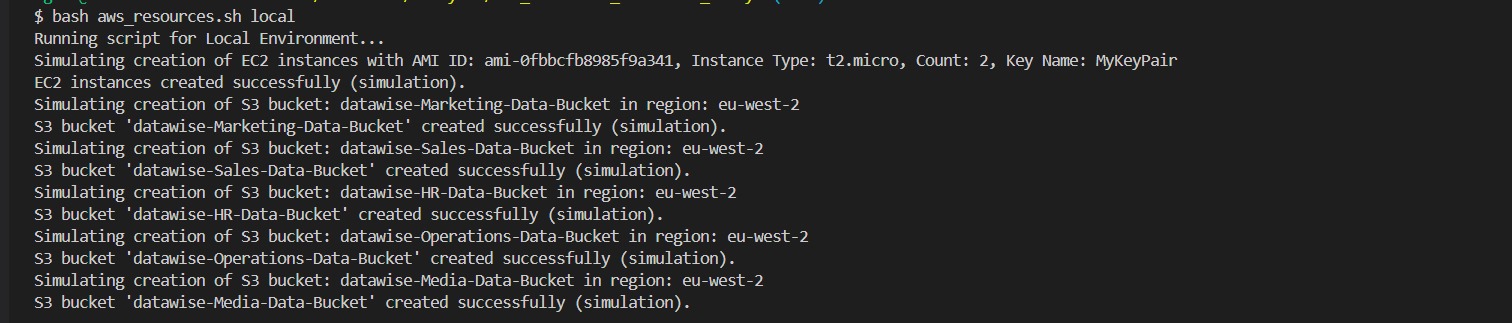 $ bash aws_resources.sh local
Running script for Local Environment...
Simulating creation of EC2 instances with AMI ID: ami-0fbbcfb8985f9a341, Instance Type: t2.micro, Count: 2, Key Name: MyKeyPair
EC2 instances created successfully (simulation).
Simulating creation of S3 bucket: datawise-Marketing-Data-Bucket in region: eu-west-2
S3 bucket 'datawise-Marketing-Data-Bucket' created successfully (simulation).
Simulating creation of S3 bucket: datawise-Sales-Data-Bucket in region: eu-west-2
S3 bucket 'datawise-Sales-Data-Bucket' created successfully (simulation).
Simulating creation of S3 bucket: datawise-HR-Data-Bucket in region: eu-west-2
S3 bucket 'datawise-HR-Data-Bucket' created successfully (simulation).
Simulating creation of S3 bucket: datawise-Operations-Data-Bucket in region: eu-west-2
S3 bucket 'datawise-Operations-Data-Bucket' created successfully (simulation).
Simulating creation of S3 bucket: datawise-Media-Data-Bucket in region: eu-west-2
S3 bucket 'datawise-Media-Data-Bucket' created successfully (simulation).